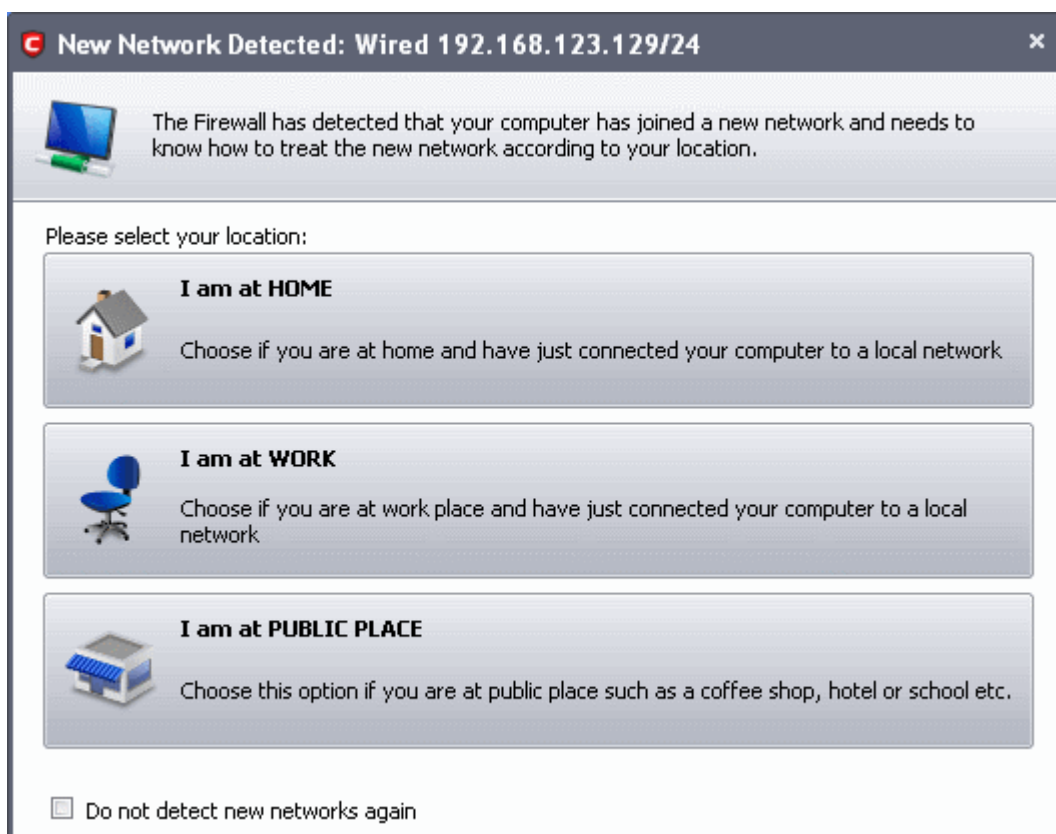 New Network Detected: Wired 192.168.123.129/24
The Firewall has detected that your computer has joined a new network and needs to
know how to treat the new network according to your location.
Please select your location:
I am at HOME
Choose if you are at home and have just connected your computer to a local network
I am at WORK
Choose if you are at work place and have just connected your computer to a local
network
I am at PUBLIC PLACE
Choose this option if you are at public place such as a coffee shop, hotel or school etc.
Do not detect new networks again